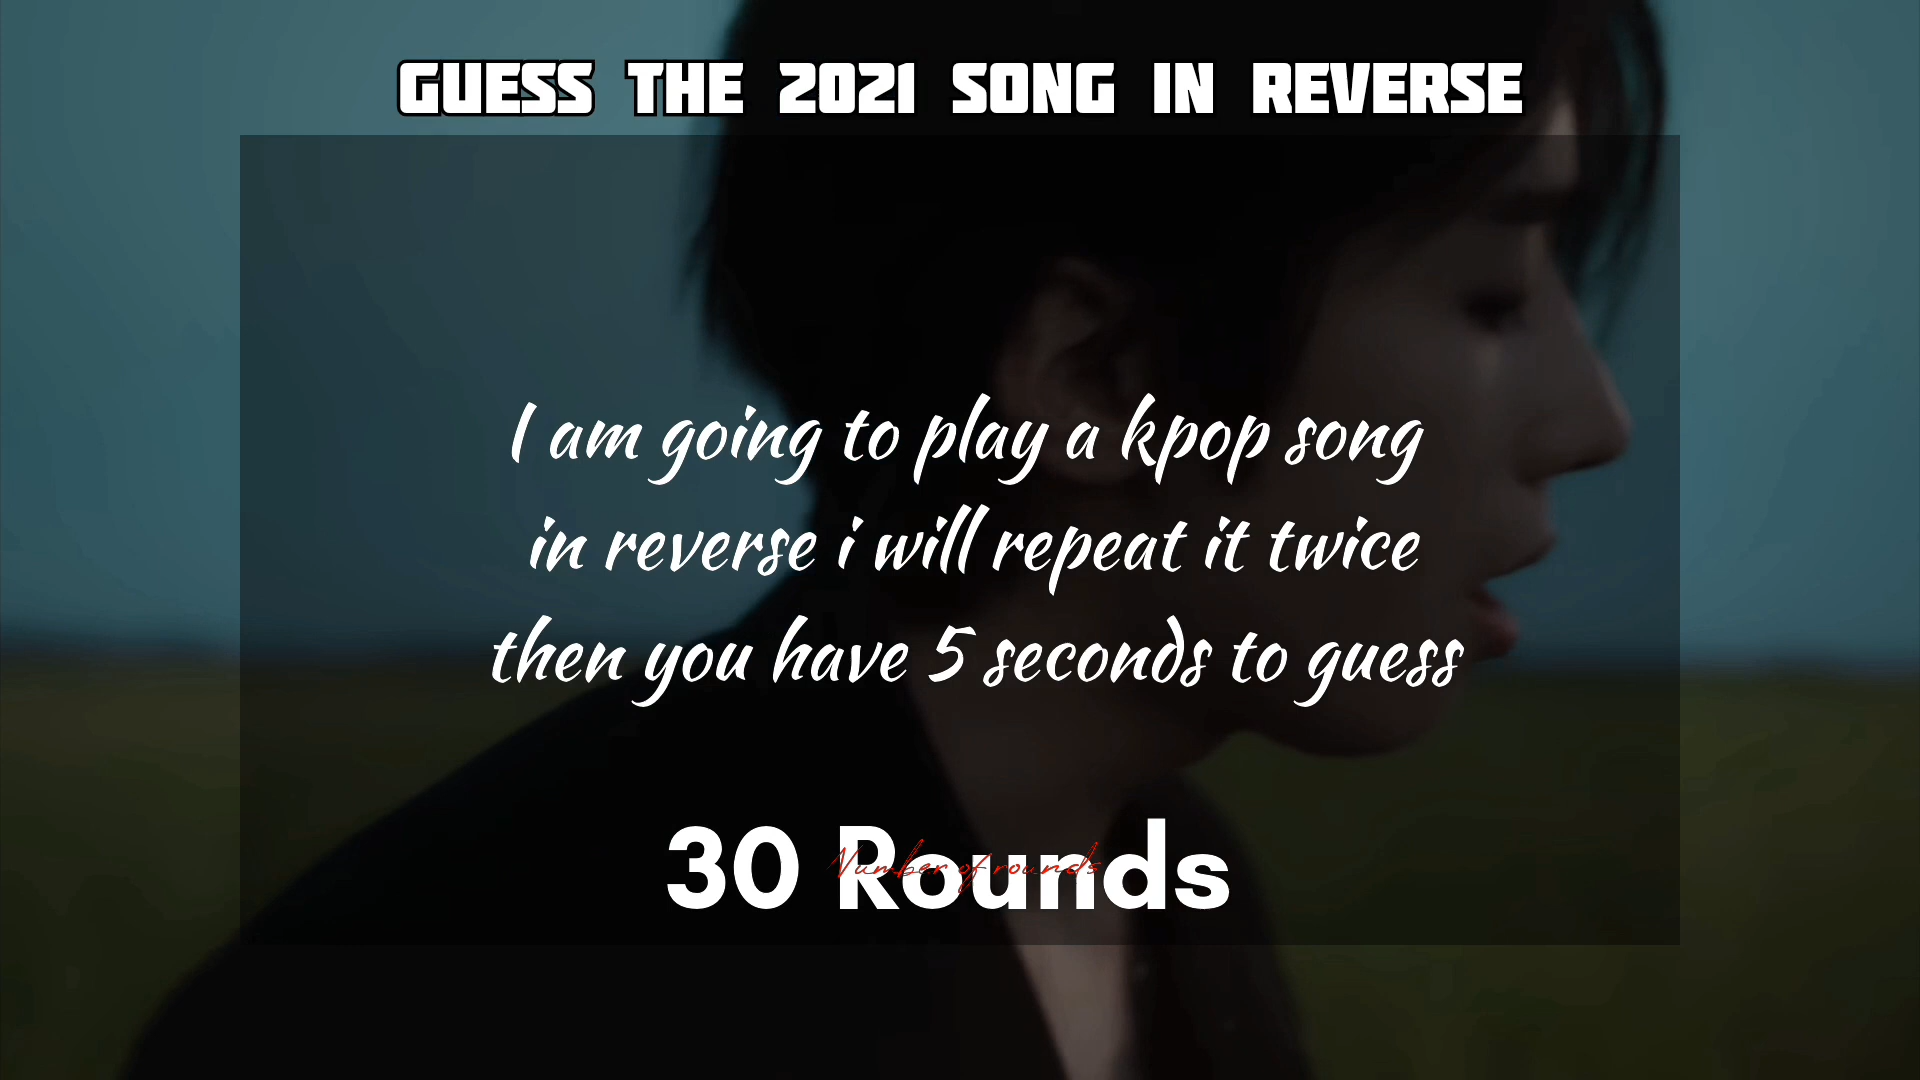 GUESS THE 2021 SONG IN REVERSE
I am going to play a kpop song
in reverse i will repeat it twice
then you have 5 seconds to guess
30 Rounds
Number of rounds